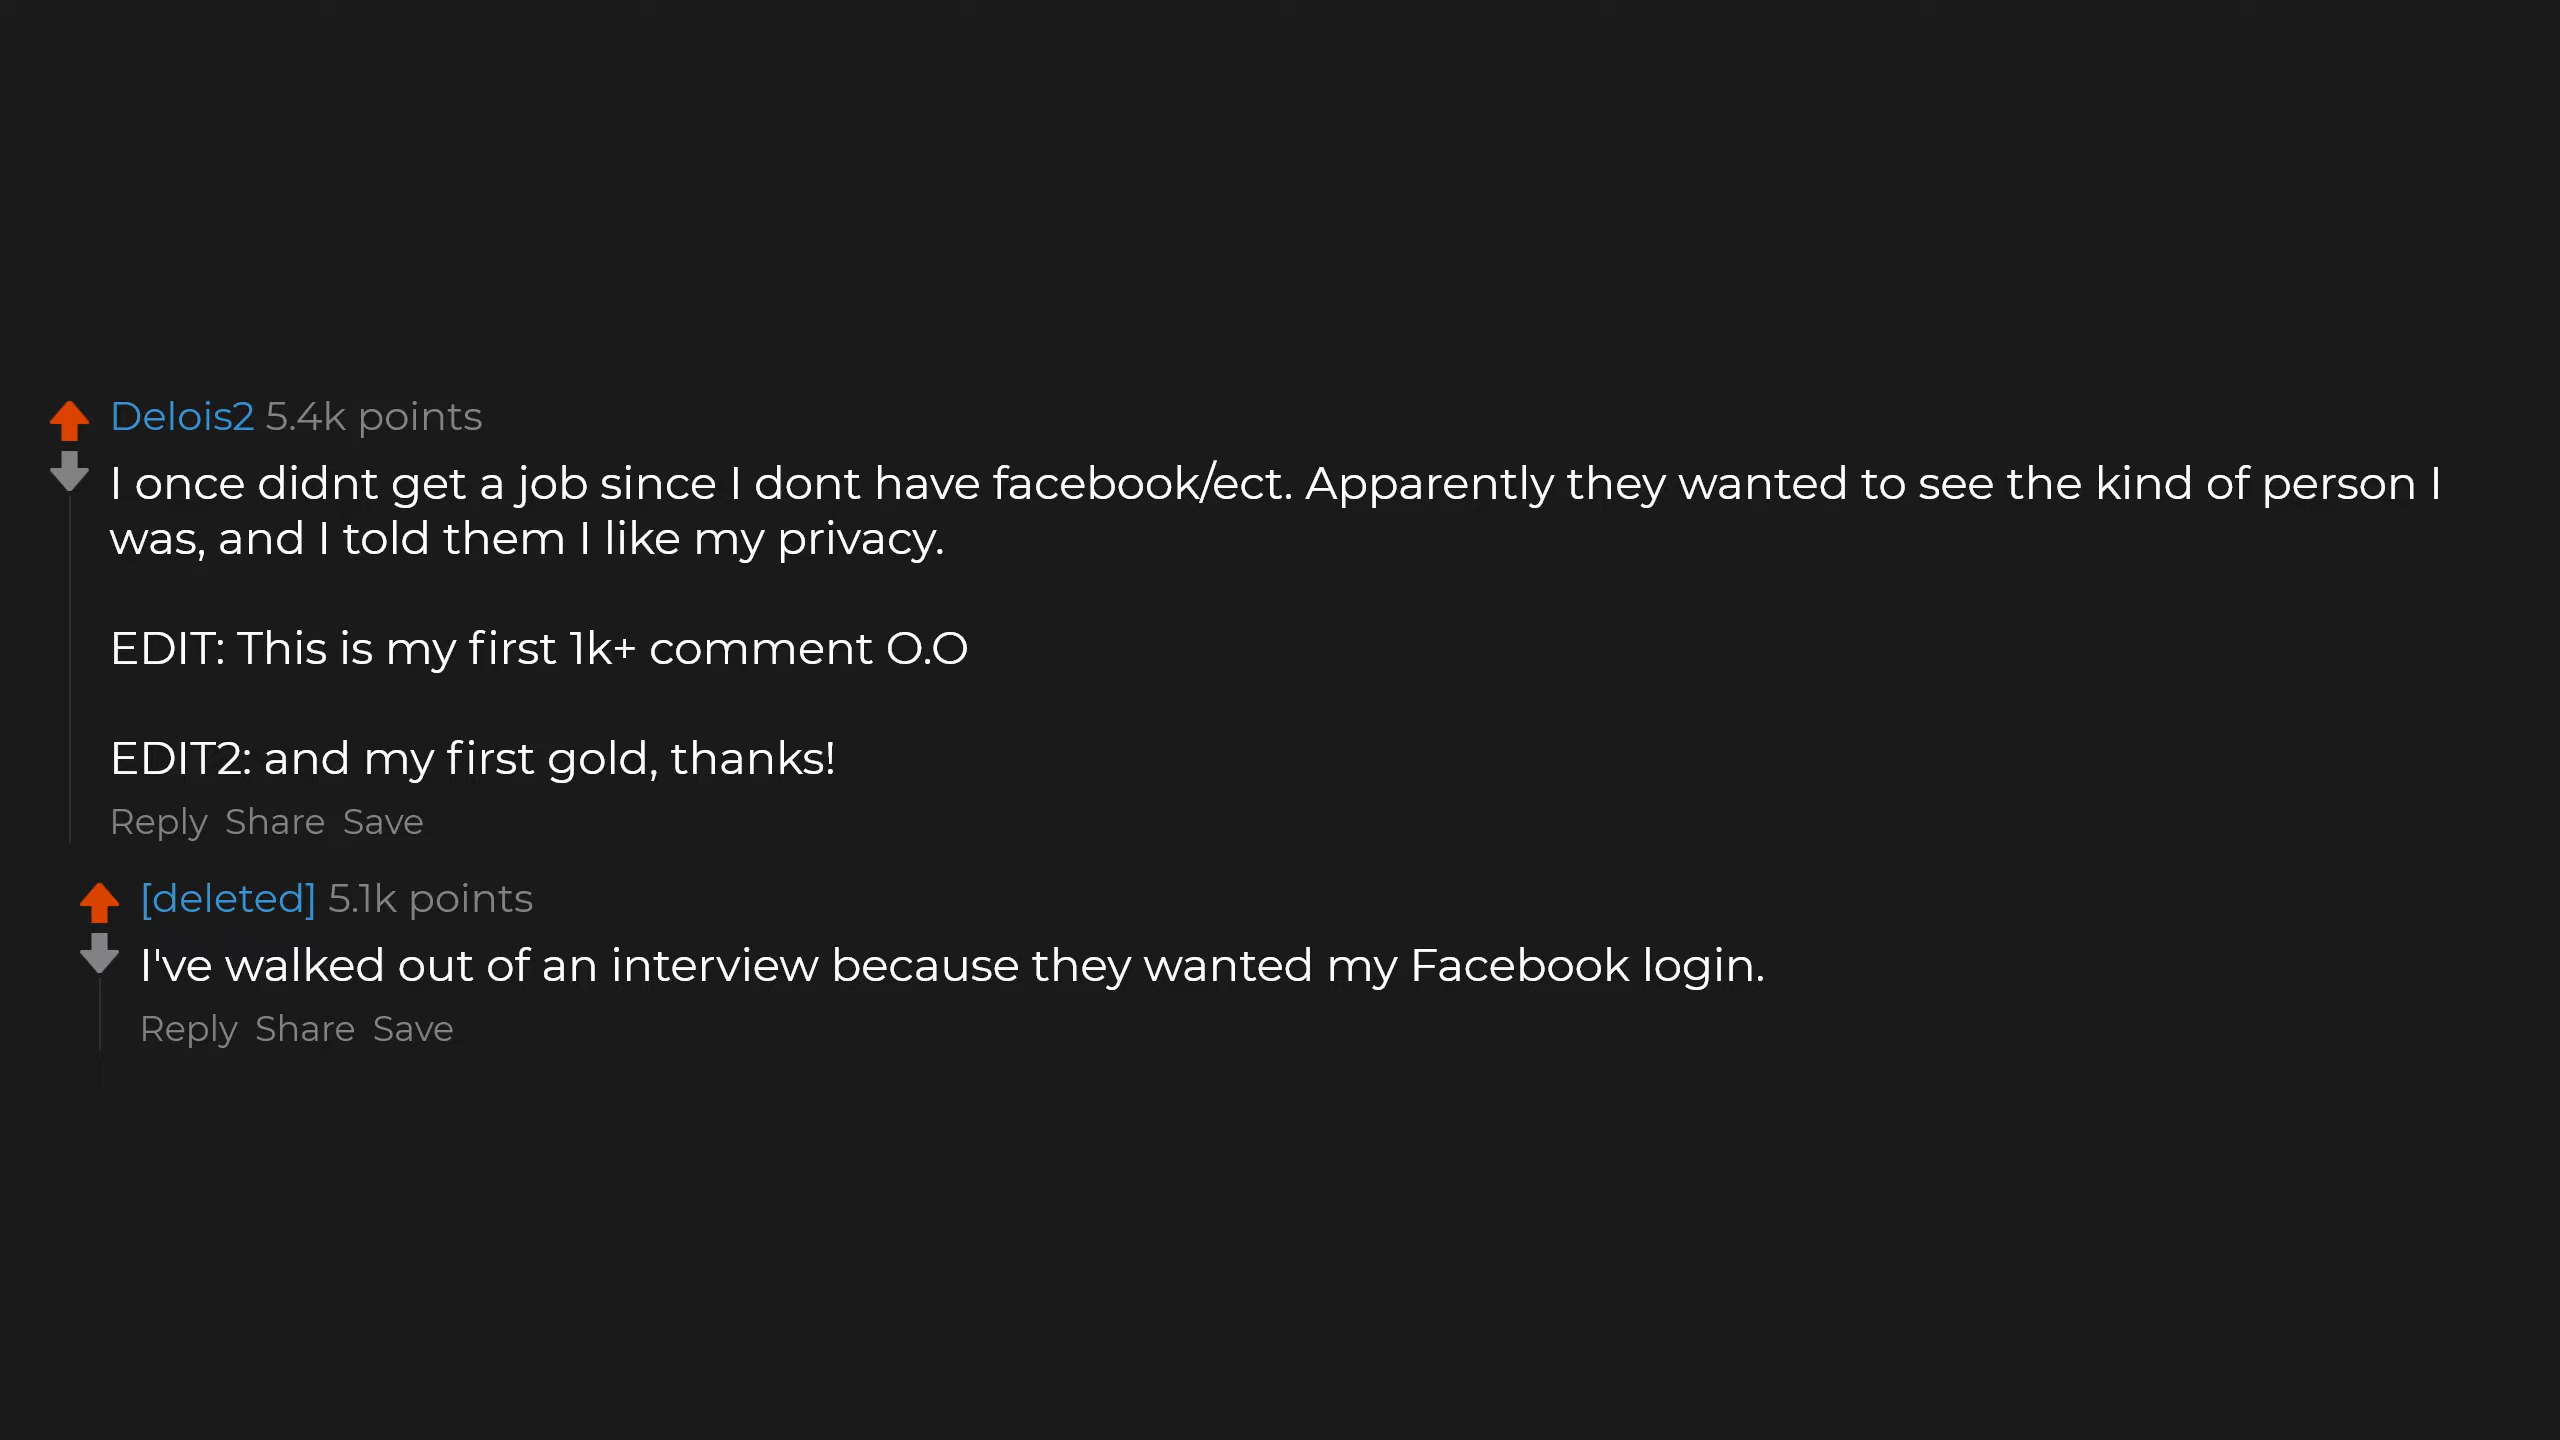 Delois2 5.4k points
I once didnt get a job since I dont have facebook/ect. Apparently they wanted to see the kind of person I
was, and I told them I like my privacy.
EDIT: This is my first 1k+ comment O.O
EDIT2: and my first gold, thanks!
Reply Share Save
[deleted] 5.1k points
I've walked out of an interview because they wanted my Facebook login.
Reply Share Save